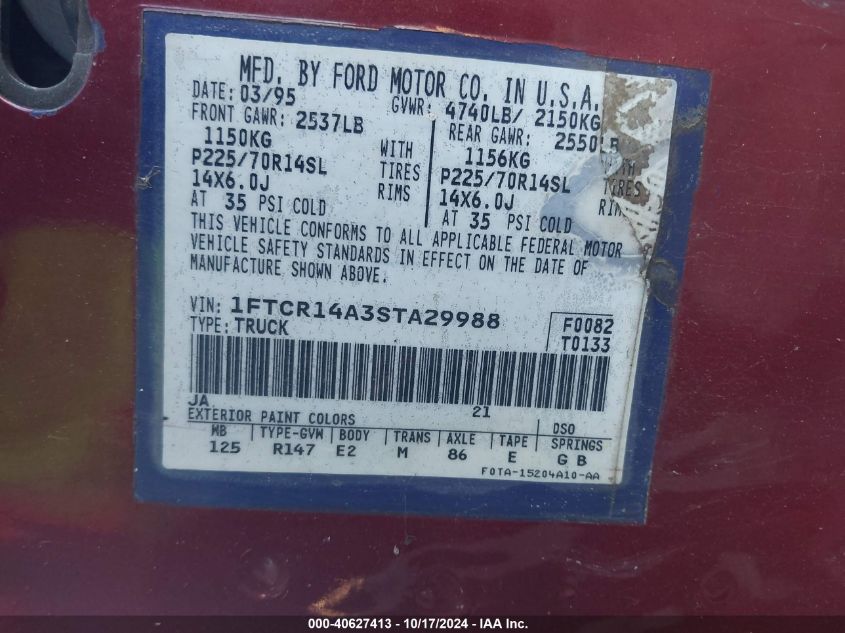 MFD. BY FORD MOTOR CO. IN U.S.A.
DATE: 03/95 GVWR: 4740LB/ 2150KG
FRONT GAWR: 2537LB REAR GAWR: 2550LB
1150KG WITH 1156KG WITH
P225/70R14SL TIRES P225/70R14SL TIRES
14X6.0J RIMS 14X6.0J
AT 35 PSI COLD AT 35 PSI COLD
THIS VEHICLE CONFORMS TO ALL APPLICABLE FEDERAL MOTOR
VEHICLE SAFETY STANDARDS IN EFFECT ON THE DATE OF
MANUFACTURE SHOWN ABOVE.
VIN: 1FTCR14A3STA29988 F0082
TYPE: TRUCK T0133
JA 21
EXTERIOR PAINT COLORS DSO
WB TYPE-GVW BODY TRANS AXLE TAPE SPRINGS
125 R147 E2 M 86 E G B
F0TA-15204A10-AA
000-40627413 - 10/17/2024 - IAA Inc.